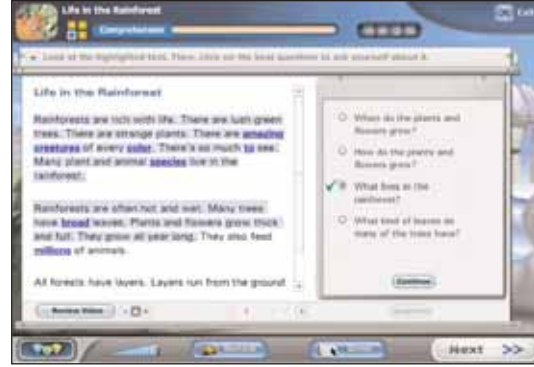 Life in the Rainforest
Comprehension
Look at the highlighted text. Then, click on the best question to ask yourself about it.
Life in the Rainforest
Rainforests are rich with life. There are lush green
trees. There are strange plants. There are amazing
creatures of every color. There's so much to see.
Many plant and animal species live in the
rainforest.
Rainforests are often hot and wet. Many trees
have broad leaves. Plants and flowers grow thick
and full. They grow all year long. They also feed
millions of animals.
All forests have layers. Layers run from the ground
When do the plants and
flowers grow?
How do the plants and
flowers grow?
What lives in the
rainforest?
What kind of leaves do
many of the trees have?
Continue
Review Video
Next >>